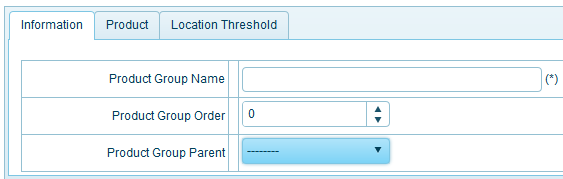 Information Product Location Threshold
Product Group Name (*)
Product Group Order 0
Product Group Parent --------